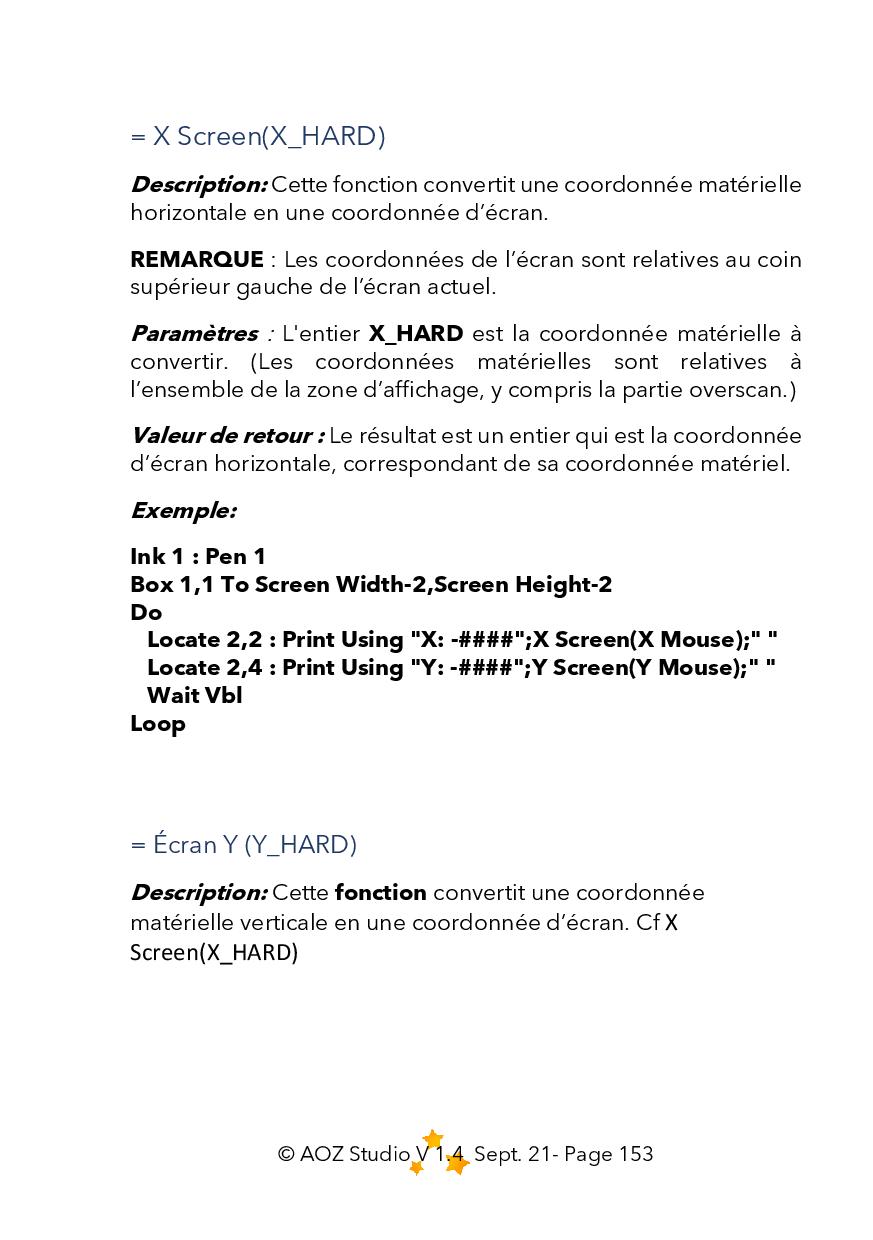 = X Screen(X_HARD)
Description: Cette fonction convertit une coordonnée matérielle
horizontale en une coordonnée d’écran.
REMARQUE : Les coordonnées de l’écran sont relatives au coin
supérieur gauche de l’écran actuel.
Paramètres : L'entier X_HARD est la coordonnée matérielle à
convertir. (Les coordonnées matérielles sont relatives à
l’ensemble de la zone d’affichage, y compris la partie overscan.)
Valeur de retour : Le résultat est un entier qui est la coordonnée
d’écran horizontale, correspondant de sa coordonnée matériel.
Exemple:
Ink 1 : Pen 1
Box 1,1 To Screen Width-2,Screen Height-2
Do
Locate 2,2 : Print Using "X: -####";X Screen(X Mouse);" "
Locate 2,4 : Print Using "Y: -####";Y Screen(Y Mouse);" "
Wait Vbl
Loop
= Écran Y (Y_HARD)
Description: Cette fonction convertit une coordonnée
matérielle verticale en une coordonnée d’écran. Cf X
Screen(X_HARD)
© AOZ Studio V 1.4 Sept. 21- Page 153